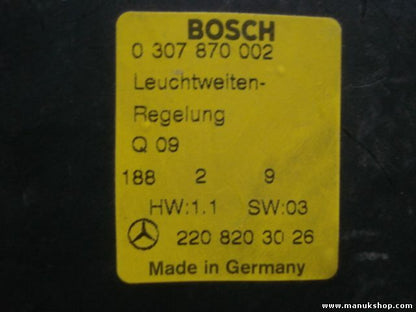 BOSCH
0 307 870 002
Leuchtweiten-
Regelung
Q 09
188 2 9
HW:1.1 SW:03
220 820 30 26
Made in Germany
www.manukshop.com